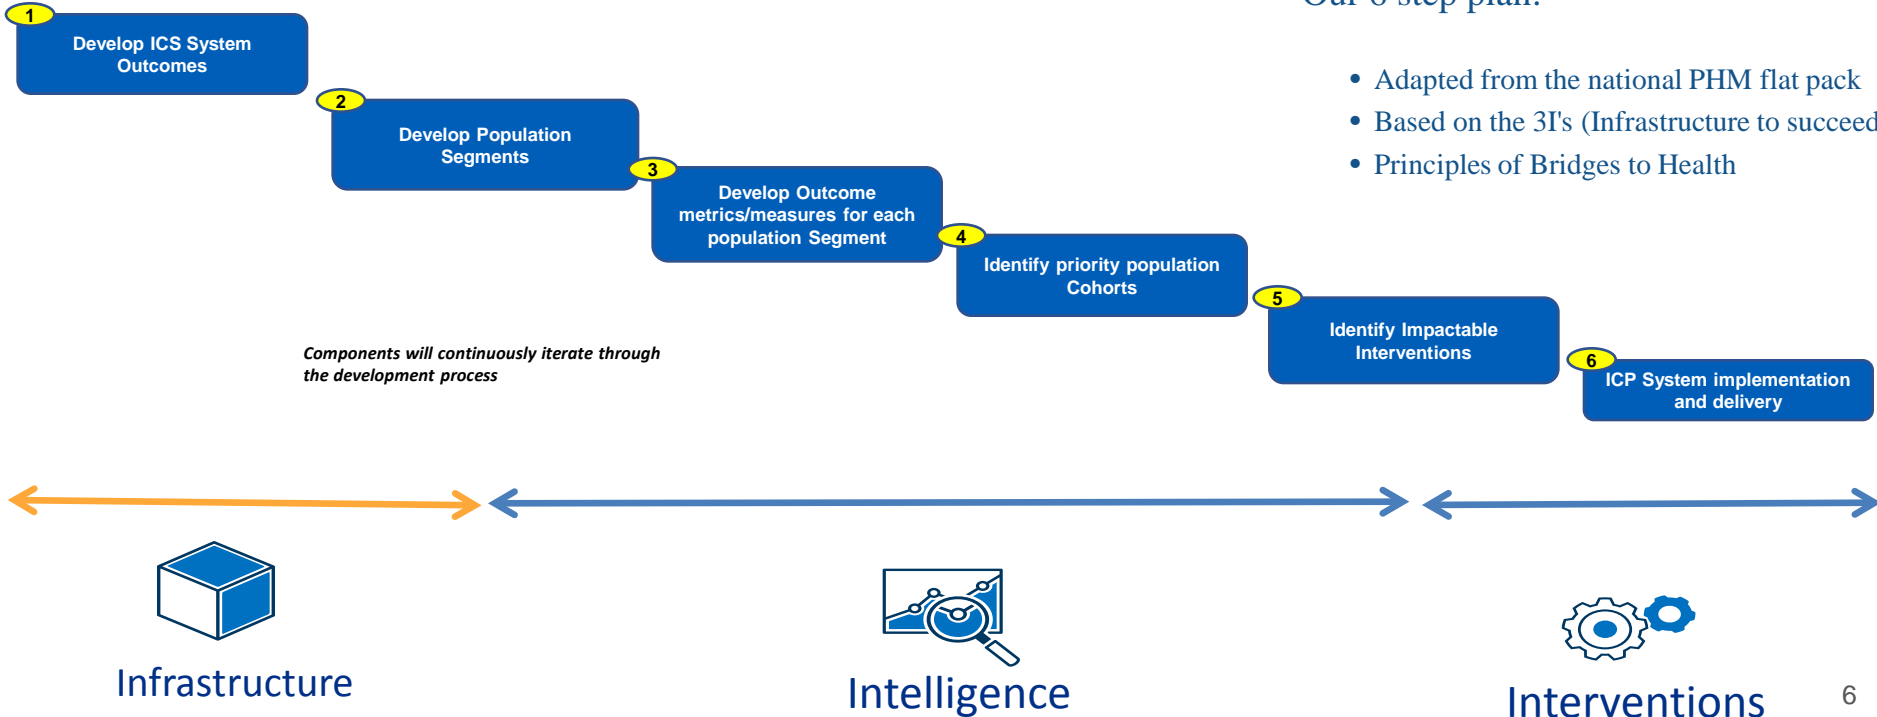 Our 6 step plan:
1
Develop ICS System
Outcomes
2
Develop Population
Segments
3
Develop Outcome
metrics/measures for each
population Segment
4
Identify priority population
Cohorts
5
Identify Impactable
Interventions
6
ICP System implementation
and delivery
• Adapted from the national PHM flat pack
• Based on the 3I's (Infrastructure to succeed
• Principles of Bridges to Health
Components will continuously iterate through
the development process
Infrastructure
Intelligence
Interventions
6